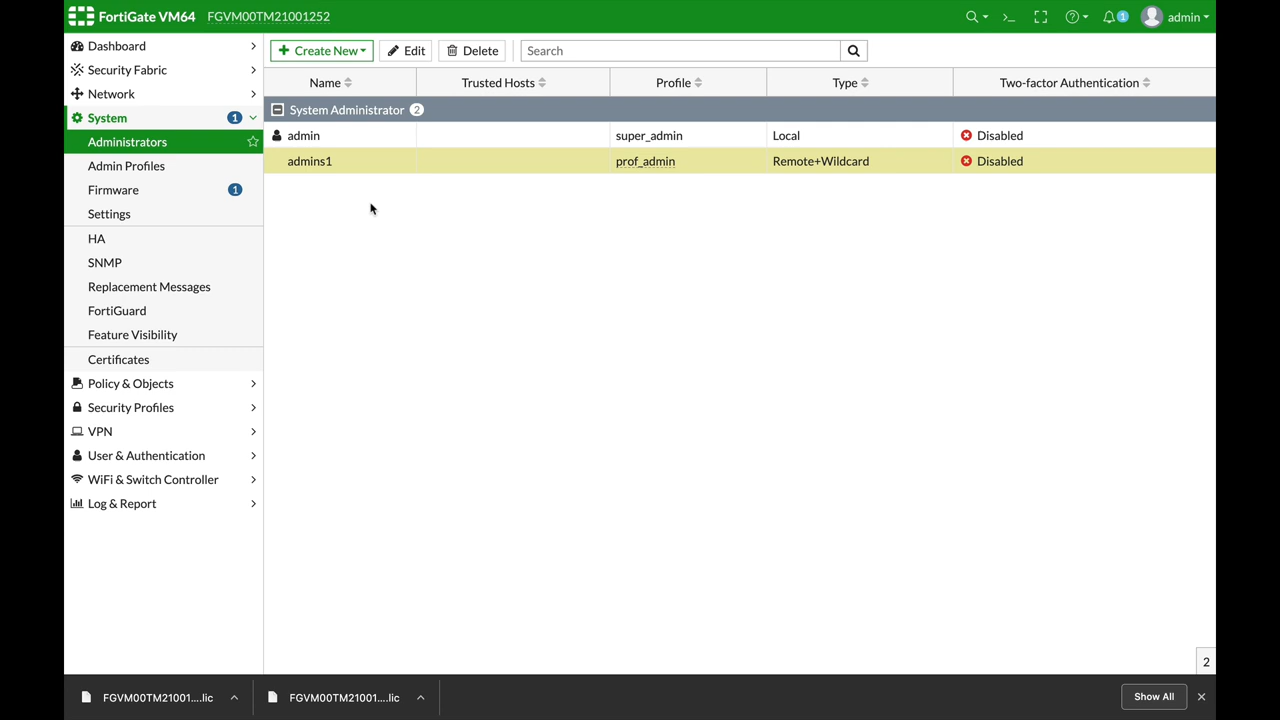 FortiGate VM64 FGVM00TM21001252 1 admin
Dashboard
Security Fabric
Network
System 1
Administrators
Admin Profiles
Firmware 1
Settings
HA
SNMP
Replacement Messages
FortiGuard
Feature Visibility
Certificates
Policy & Objects
Security Profiles
VPN
User & Authentication
WiFi & Switch Controller
Log & Report
Create New Edit Delete Search
Name Trusted Hosts Profile Type Two-factor Authentication
System Administrator 2
admin super_admin Local Disabled
admins1 prof_admin Remote+Wildcard Disabled
2
FGVM00TM21001....lic FGVM00TM21001....lic Show All